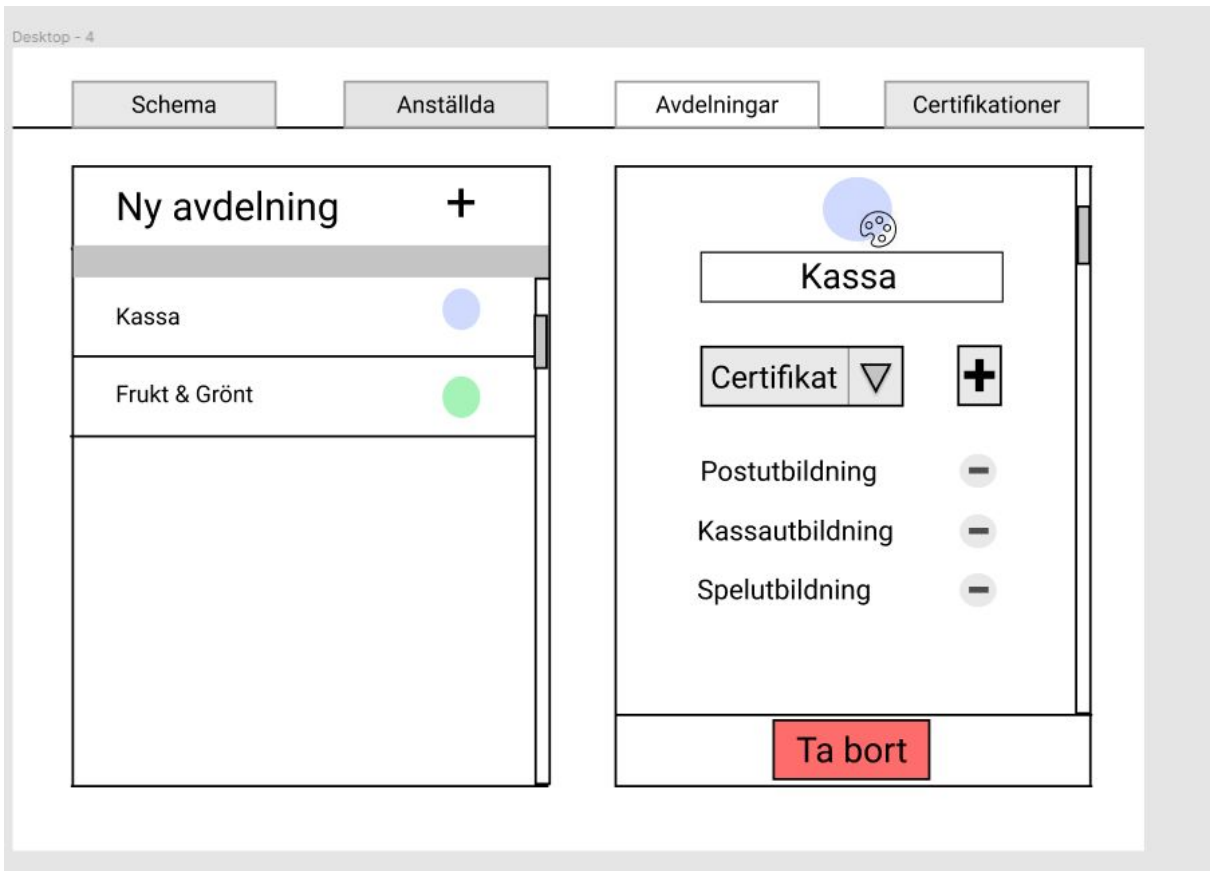 Desktop - 4
Schema
Anställda
Avdelningar
Certifikationer
Ny avdelning +
Kassa
Frukt & Grönt
Kassa
Certifikat
Postutbildning
Kassautbildning
Spelutbildning
Ta bort